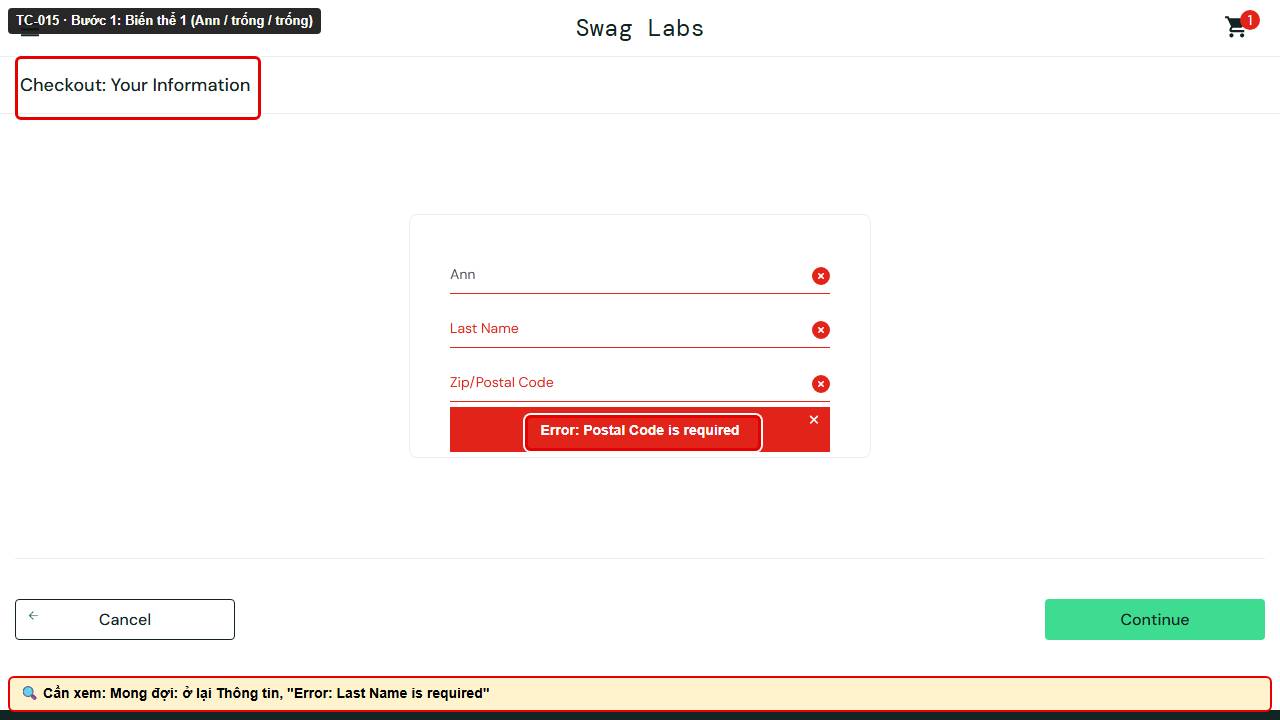 TC-015 · Bước 1: Biến thể 1 (Ann / trống / trống)
Swag Labs
1
Checkout: Your Information
Ann
Last Name
Zip/Postal Code
Error: Postal Code is required
Cancel
Continue
🔍 Cần xem: Mong đợi: ở lại Thông tin, "Error: Last Name is required"